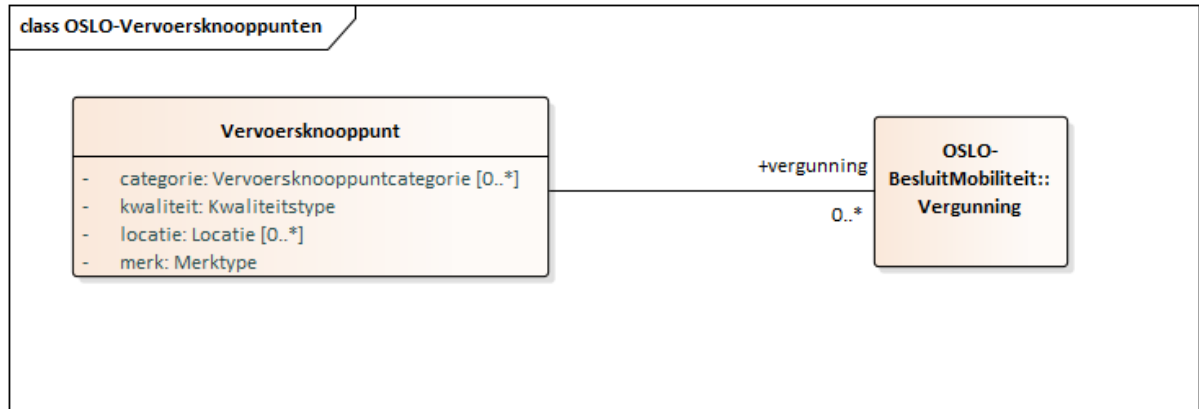 class OSLO-Vervoersknooppunten
Vervoersknooppunt
- categorie: Vervoersknooppuntcategorie [0..*]
- kwaliteit: Kwaliteitstype
- locatie: Locatie [0..*]
- merk: Merktype
+vergunning
0..*
OSLO-
BesluitMobiliteit::
Vergunning